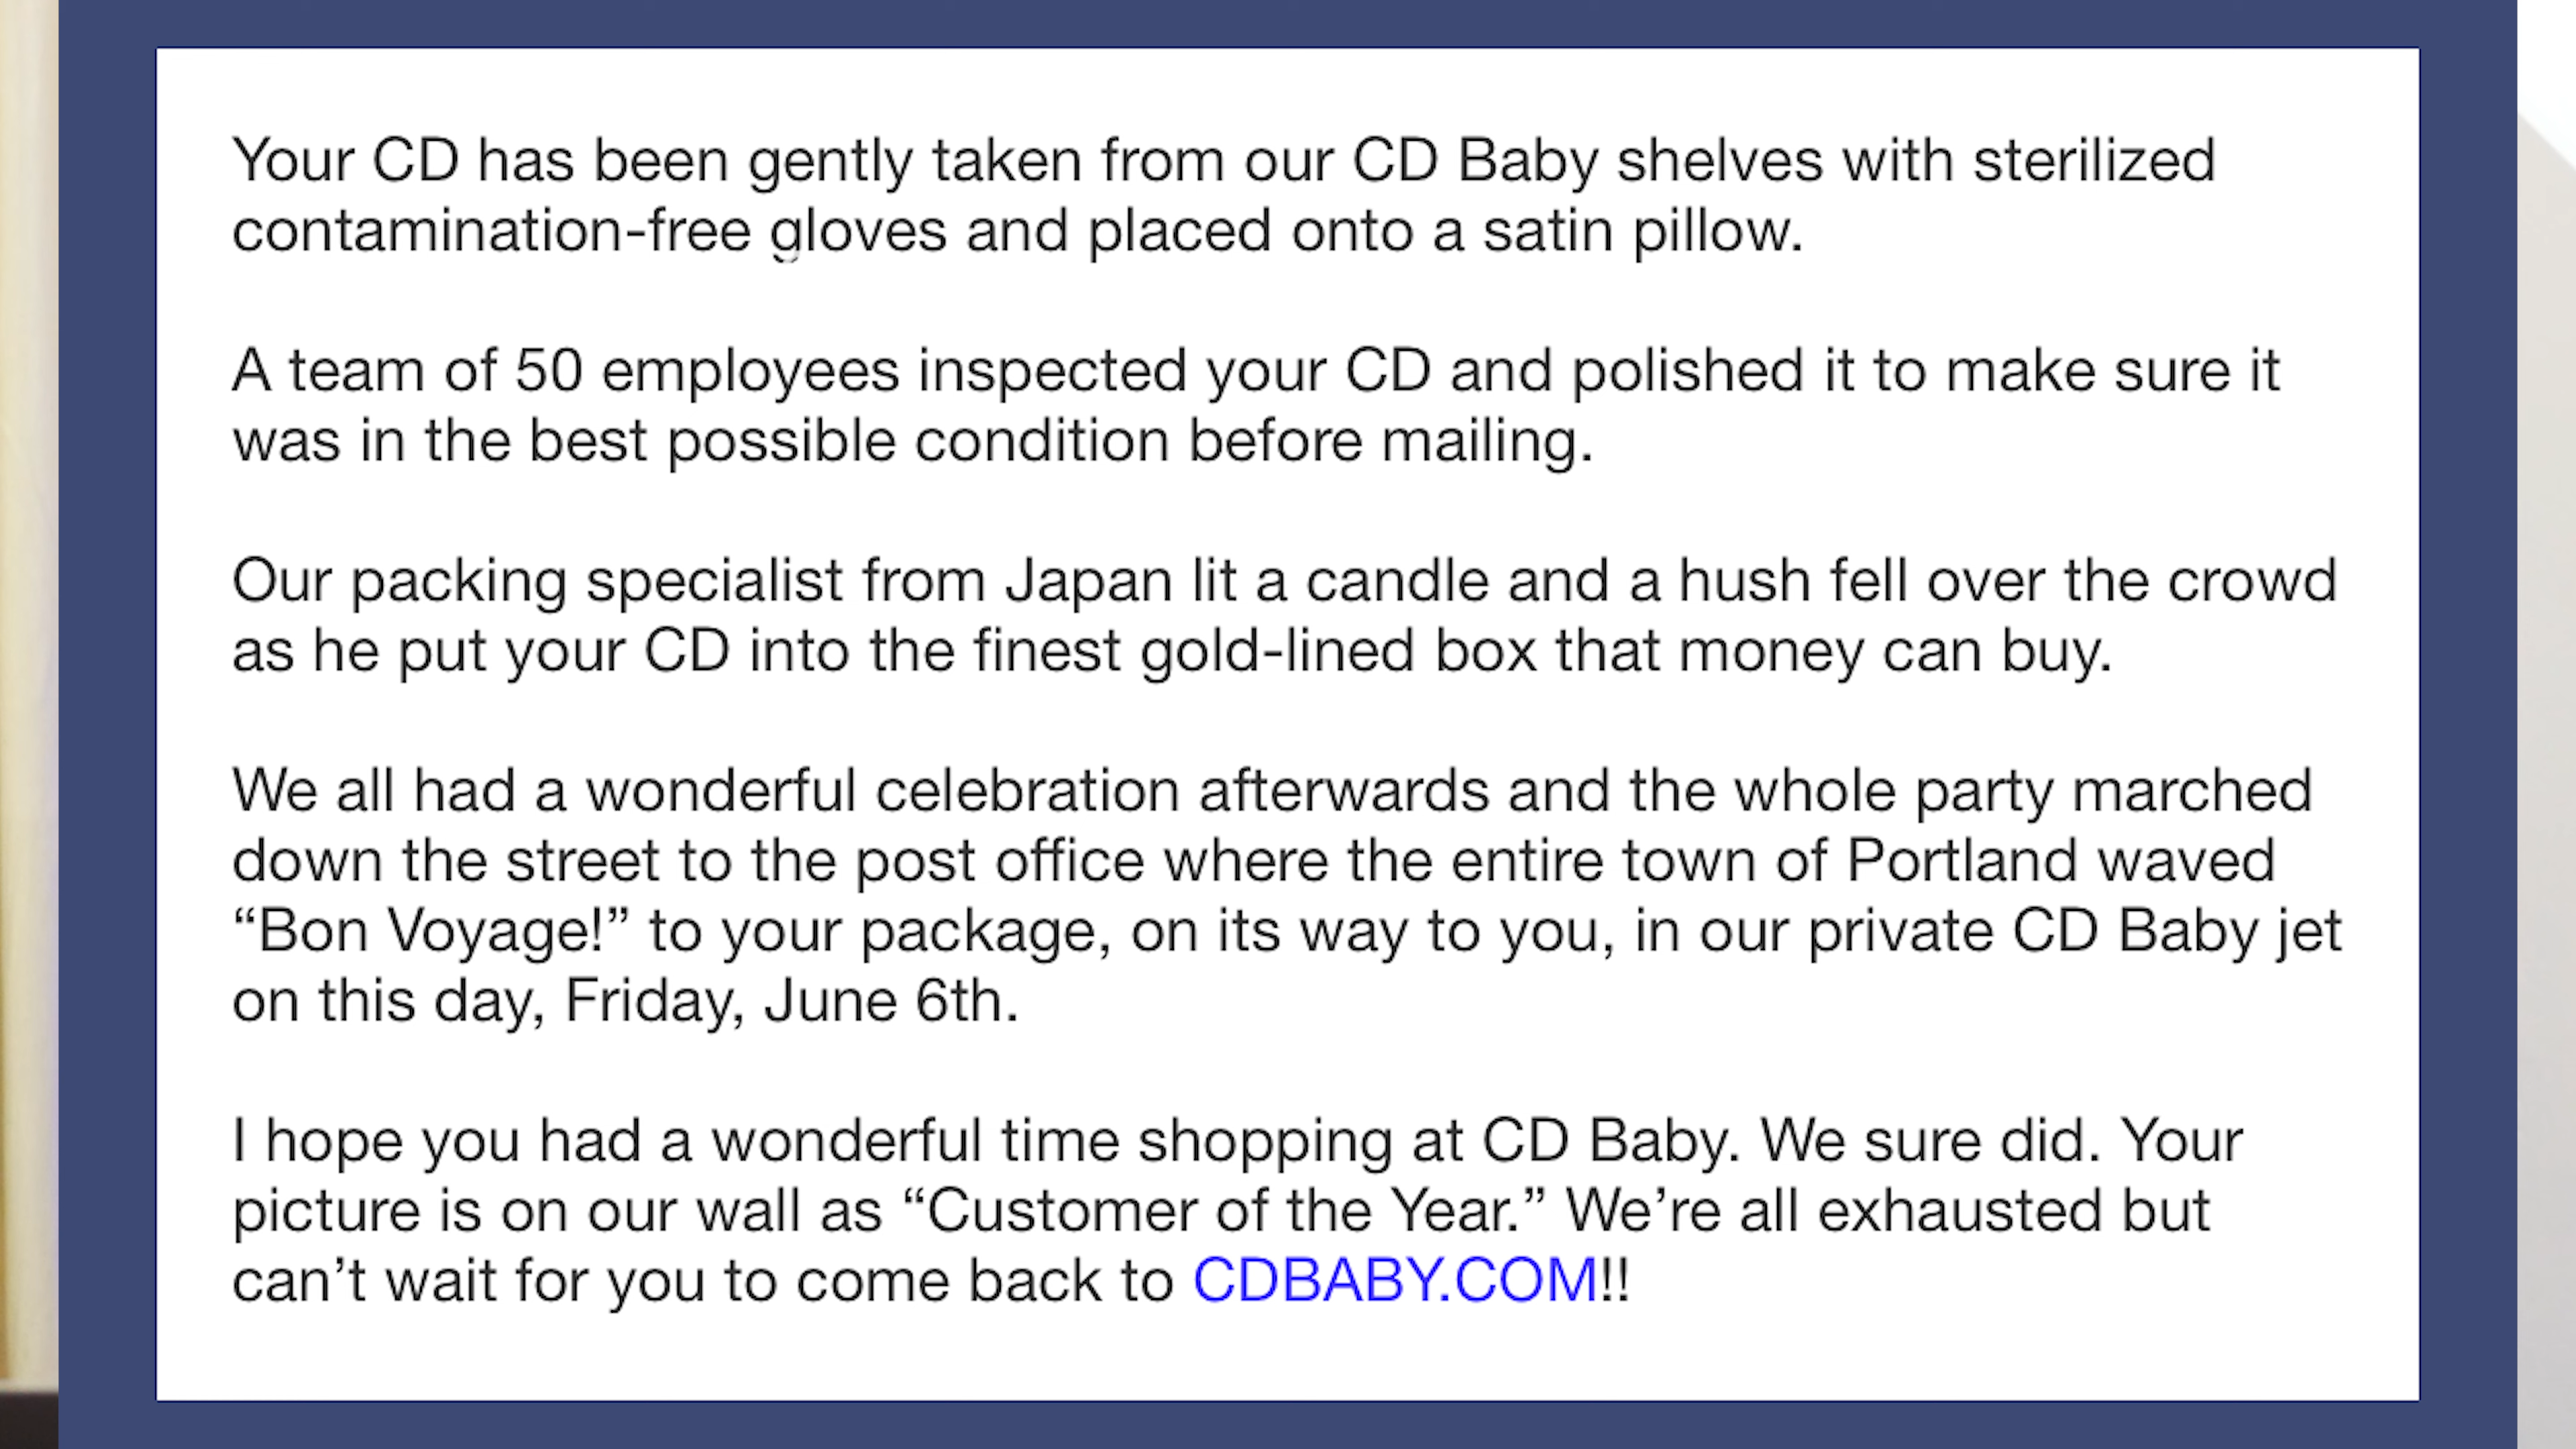 Your CD has been gently taken from our CD Baby shelves with sterilized
contamination-free gloves and placed onto a satin pillow.
A team of 50 employees inspected your CD and polished it to make sure it
was in the best possible condition before mailing.
Our packing specialist from Japan lit a candle and a hush fell over the crowd
as he put your CD into the finest gold-lined box that money can buy.
We all had a wonderful celebration afterwards and the whole party marched
down the street to the post office where the entire town of Portland waved
“Bon Voyage!” to your package, on its way to you, in our private CD Baby jet
on this day, Friday, June 6th.
I hope you had a wonderful time shopping at CD Baby. We sure did. Your
picture is on our wall as “Customer of the Year.” We’re all exhausted but
can’t wait for you to come back to CDBABY.COM!!